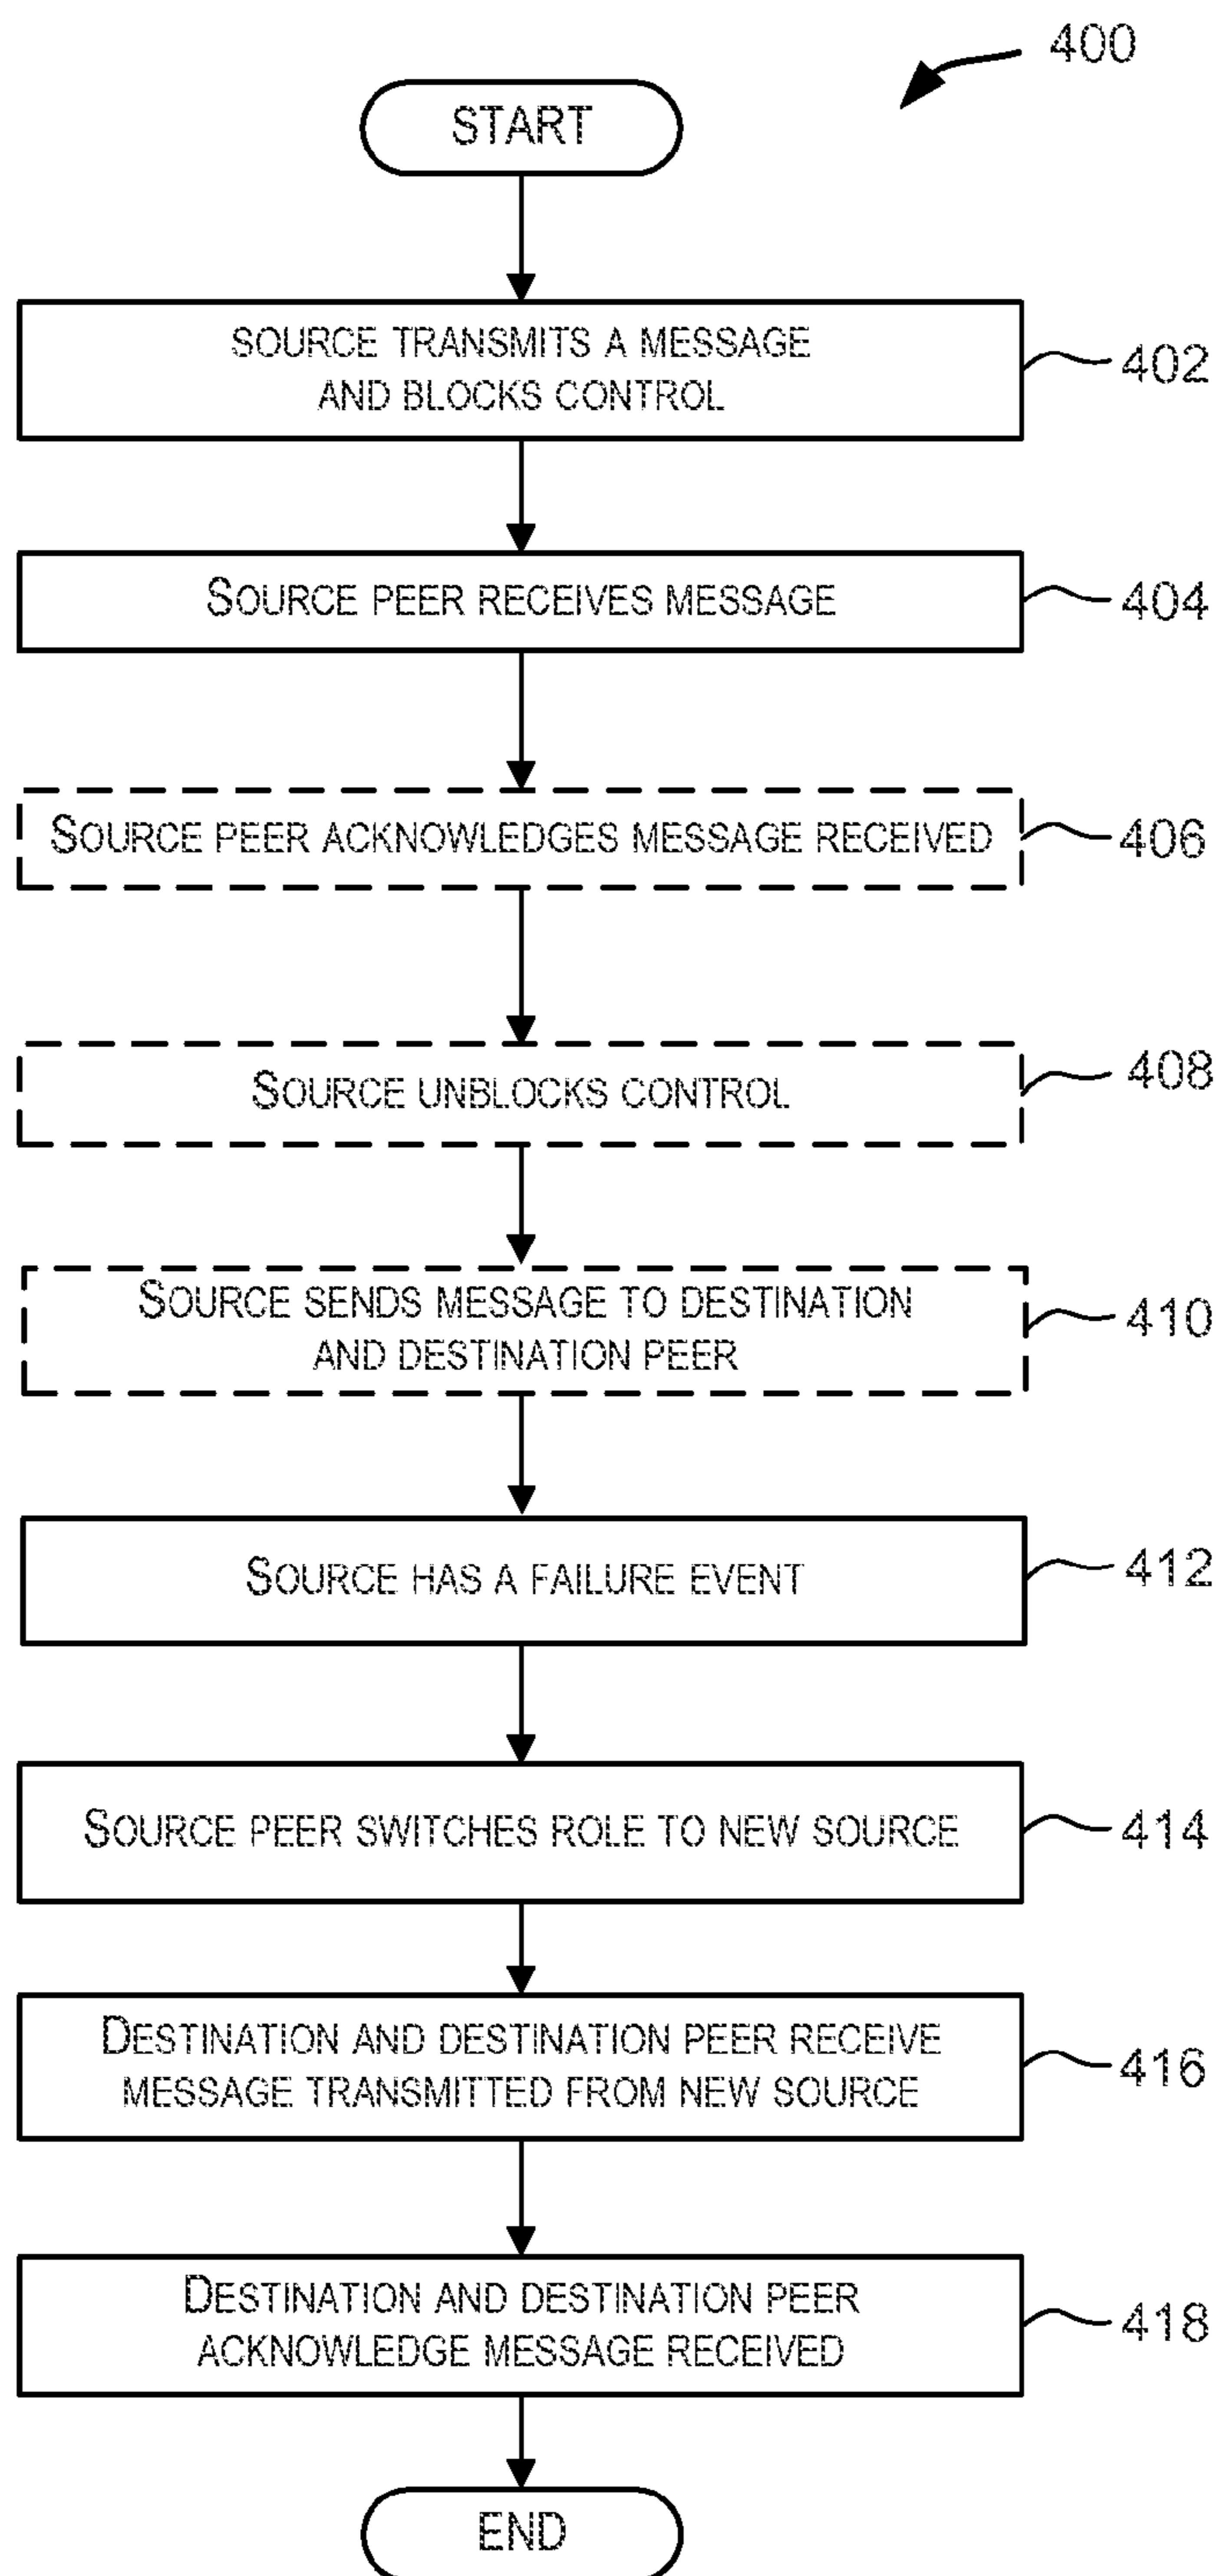 400
START
SOURCE TRANSMITS A MESSAGE
AND BLOCKS CONTROL
402
SOURCE PEER RECEIVES MESSAGE
404
SOURCE PEER ACKNOWLEDGES MESSAGE RECEIVED
406
SOURCE UNBLOCKS CONTROL
408
SOURCE SENDS MESSAGE TO DESTINATION
AND DESTINATION PEER
410
SOURCE HAS A FAILURE EVENT
412
SOURCE PEER SWITCHES ROLE TO NEW SOURCE
414
DESTINATION AND DESTINATION PEER RECEIVE
MESSAGE TRANSMITTED FROM NEW SOURCE
416
DESTINATION AND DESTINATION PEER
ACKNOWLEDGE MESSAGE RECEIVED
418
END